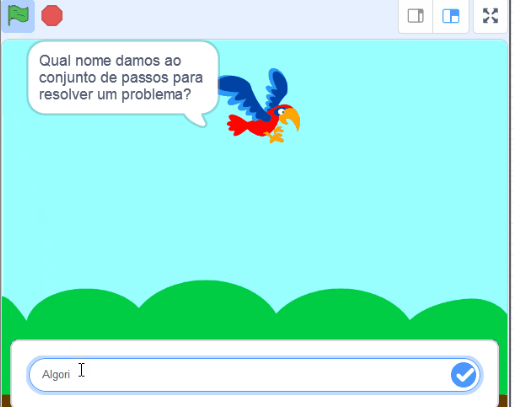 Qual nome damos ao
conjunto de passos para
resolver um problema?
Algori